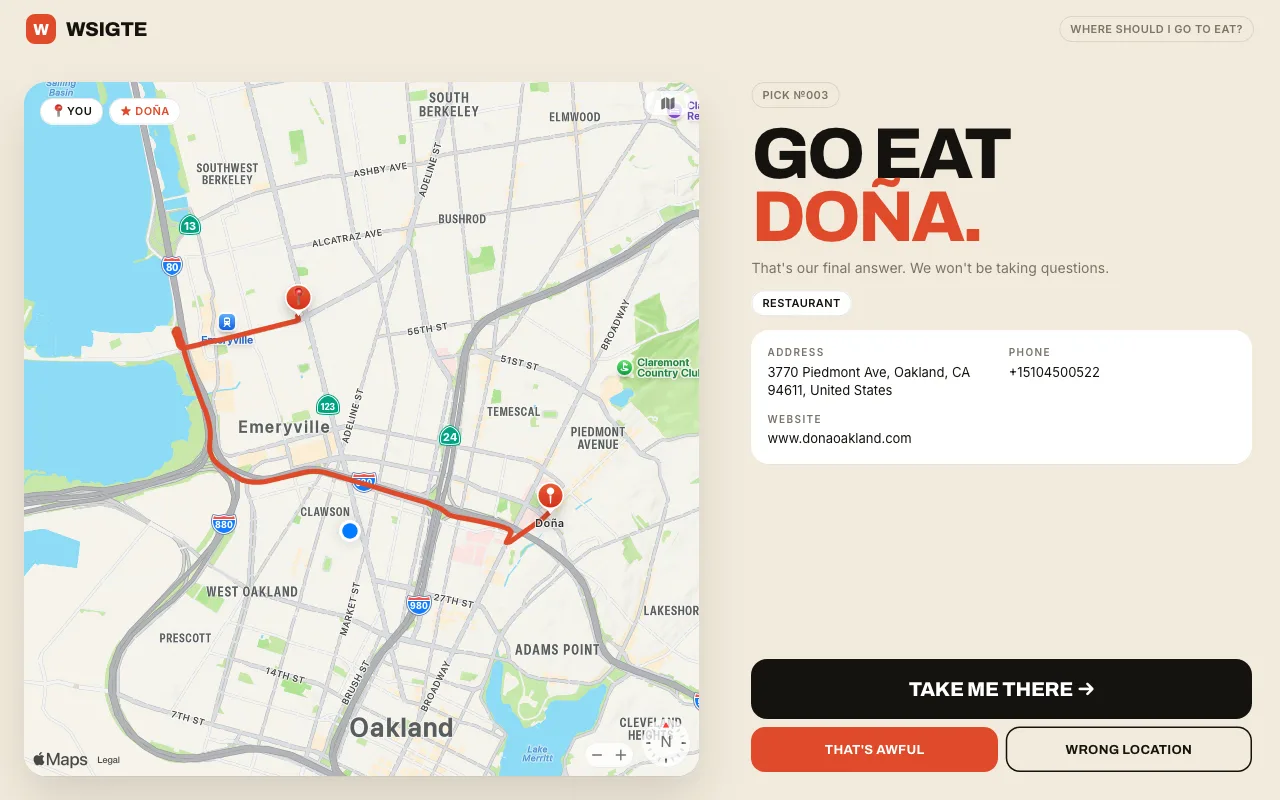 W WSIGTE
WHERE SHOULD I GO TO EAT?
YOU
★ DOÑA
Sailing
Basin
SOUTH
BERKELEY
ELMWOOD
SOUTHWEST
BERKELEY
ASHBY AVE
ADELINE ST
BUSHROD
13
ALCATRAZ AVE
80
Emeryville
55TH ST
BROADWAY
51ST ST
Claremont
Country Club
123
ADELINE ST
TEMESCAL
Emeryville
24
PIEDMONT
AVENUE
580
CLAWSON
Doña
880
WEST OAKLAND
MARKET ST
980
27TH ST
LAKESHOR
PRESCOTT
ADAMS POINT
14TH ST
BRUSH ST
BROADWAY
7TH ST
Oakland
CLEVELAND
HEIGHTS
N
Lake
Merritt
− +
Maps Legal
PICK №003
GO EAT
DOÑA.
That's our final answer. We won't be taking questions.
RESTAURANT
ADDRESS
3770 Piedmont Ave, Oakland, CA
94611, United States
PHONE
+15104500522
WEBSITE
www.donaoakland.com
TAKE ME THERE →
THAT'S AWFUL
WRONG LOCATION